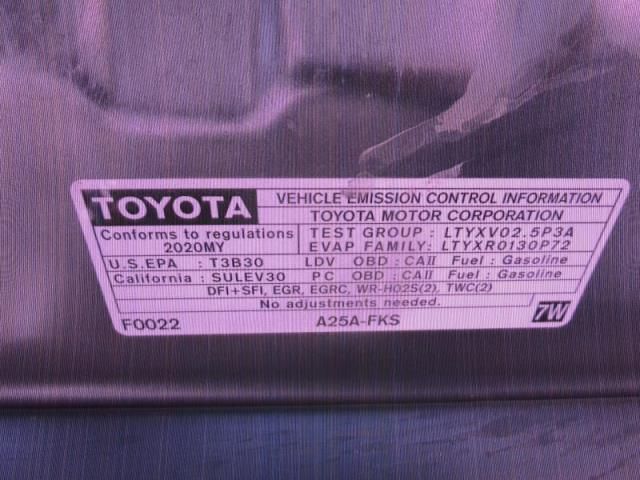 TOYOTA VEHICLE EMISSION CONTROL INFORMATION
TOYOTA MOTOR CORPORATION
Conforms to regulations
2020MY
TEST GROUP : LTYXV02.5P3A
EVAP FAMILY: LTYXR0130P72
U.S.EPA : T3B30 LDV OBD : CAII Fuel : Gasoline
California : SULEV30 PC OBD : CAII Fuel : Gasoline
DFI+SFI, EGR, EGRC, WR-HO2S(2), TWC(2)
No adjustments needed.
F0022 A25A-FKS 7W